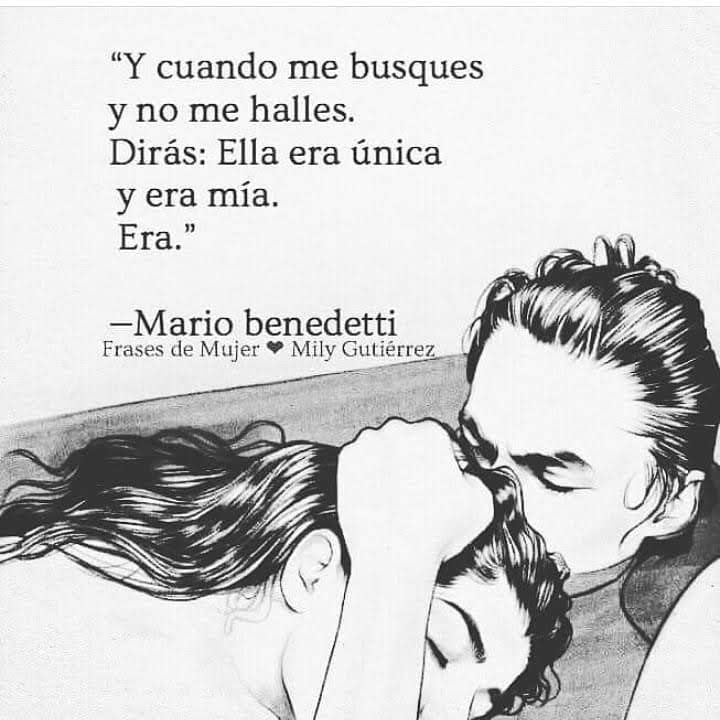 “Y cuando me busques
y no me halles.
Dirás: Ella era única
y era mía.
Era.”
—Mario benedetti
Frases de Mujer ❤ Mily Gutiérrez